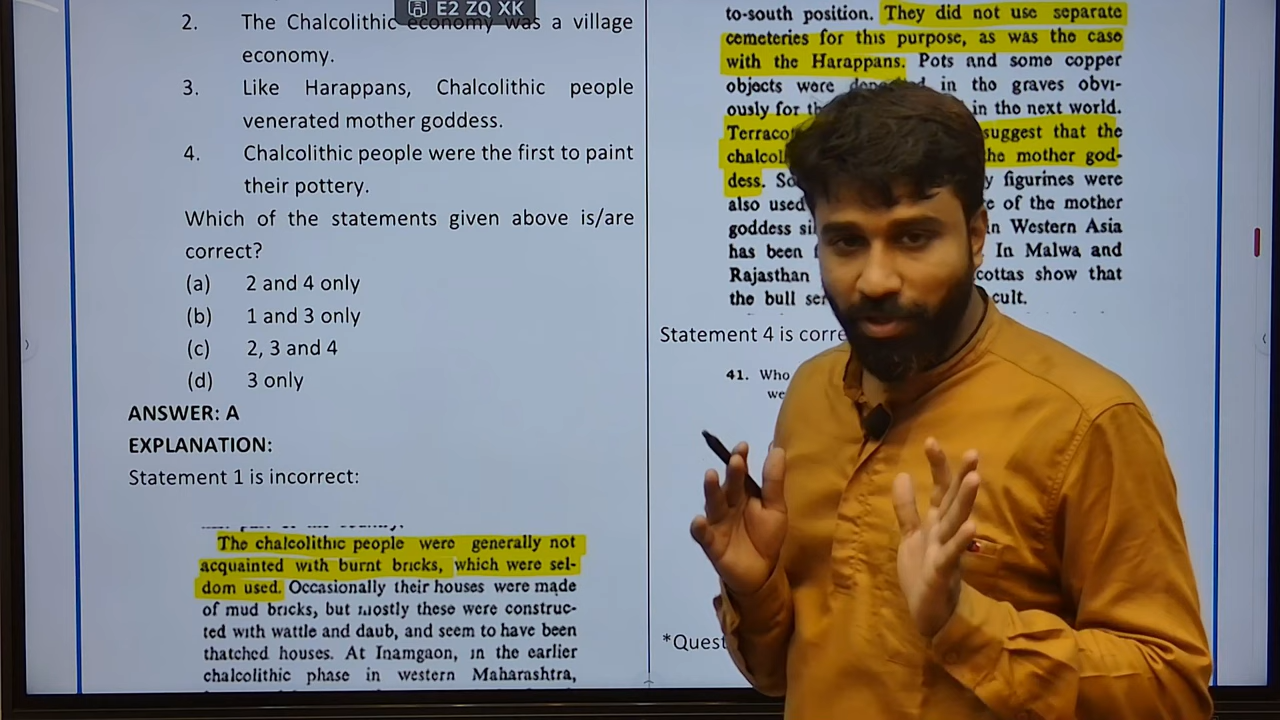 E2 ZQ XK
2. The Chalcolithic economy was a village
economy.
3. Like Harappans, Chalcolithic people
venerated mother goddess.
4. Chalcolithic people were the first to paint
their pottery.
Which of the statements given above is/are
correct?
(a) 2 and 4 only
(b) 1 and 3 only
(c) 2, 3 and 4
(d) 3 only
ANSWER: A
EXPLANATION:
Statement 1 is incorrect:
The chalcolithic people were generally not
acquainted with burnt bricks, which were sel-
dom used. Occasionally their houses were made
of mud bricks, but mostly these were construc-
ted with wattle and daub, and seem to have been
thatched houses. At Inamgaon, in the earlier
chalcolithic phase in western Maharashtra,
to-south position. They did not use separate
cemeteries for this purpose, as was the case
with the Harappans. Pots and some copper
objects were in the graves obvi-
ously for in the next world.
suggest that the
the mother god-
dess. figurines were
also used of the mother
goddess in Western Asia
has been In Malwa and
Rajasthan show that
the bull cult.
Statement 4 is
41. Who
we